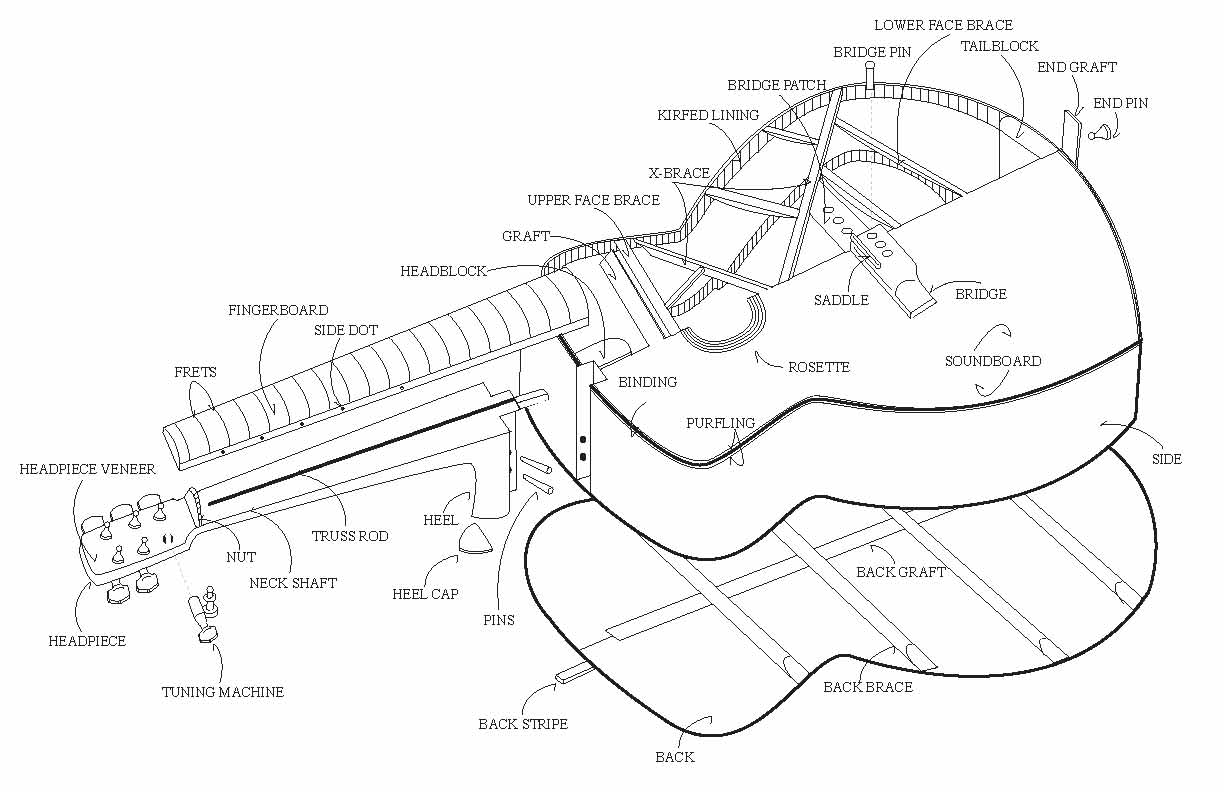 LOWER FACE BRACE
BRIDGE PIN
TAILBLOCK
END GRAFT
BRIDGE PATCH
END PIN
KIRFED LINING
X-BRACE
UPPER FACE BRACE
GRAFT
HEADBLOCK
SADDLE
BRIDGE
FINGERBOARD
SIDE DOT
SOUNDBOARD
ROSETTE
FRETS
BINDING
PURFLING
SIDE
HEADPIECE VENEER
HEEL
TRUSS ROD
NUT
NECK SHAFT
BACK GRAFT
HEEL CAP
PINS
HEADPIECE
TUNING MACHINE
BACK BRACE
BACK STRIPE
BACK